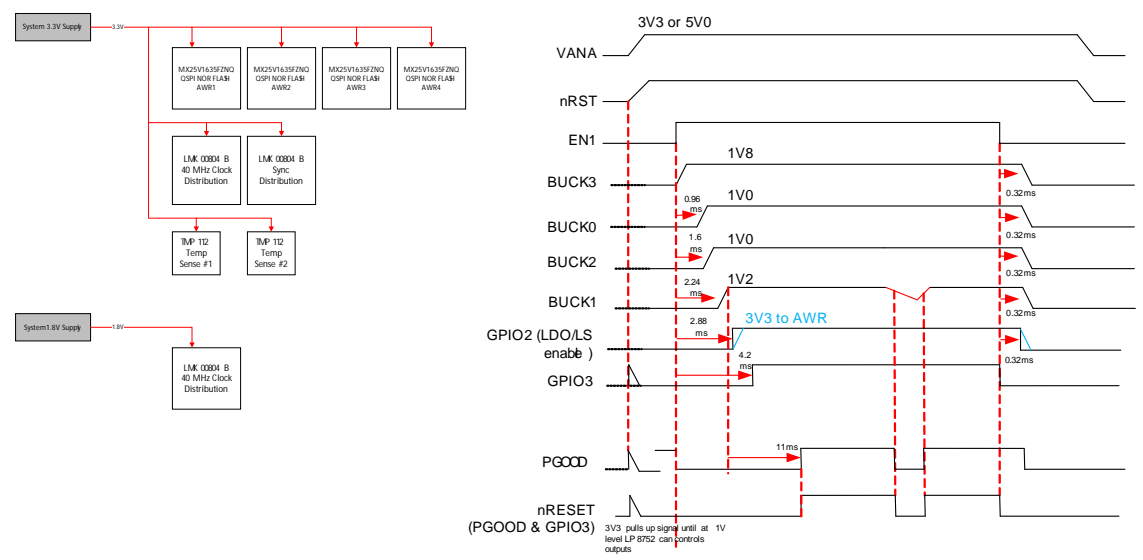 System 3.3V Supply
3.3V
MX25V1635FZNQ
QSPI NOR FLASH
AWR1
MX25V1635FZNQ
QSPI NOR FLASH
AWR2
MX25V1635FZNQ
QSPI NOR FLASH
AWR3
MX25V1635FZNQ
QSPI NOR FLASH
AWR4
LMK 00804 B
40 MHz Clock
Distribution
LMK 00804 B
Sync
Distribution
TMP 112
Temp
Sense #1
TMP 112
Temp
Sense #2
System1.8V Supply
1.8V
LMK 00804 B
40 MHz Clock
Distribution
3V3 or 5V0
VANA
nRST
EN1
1V8
BUCK3
0.32ms
0.96
ms
1V0
BUCK0
0.32ms
1.6
ms
1V0
BUCK2
0.32ms
2.24
ms
1V2
BUCK1
0.32ms
2.88
ms
3V3 to AWR
GPIO2 (LDO/LS
enable )
0.32ms
4.2
ms
GPIO3
11ms
PGOOD
nRESET
(PGOOD & GPIO3)
3V3 pulls up signal until at 1V
level LP 8752 can controls
outputs